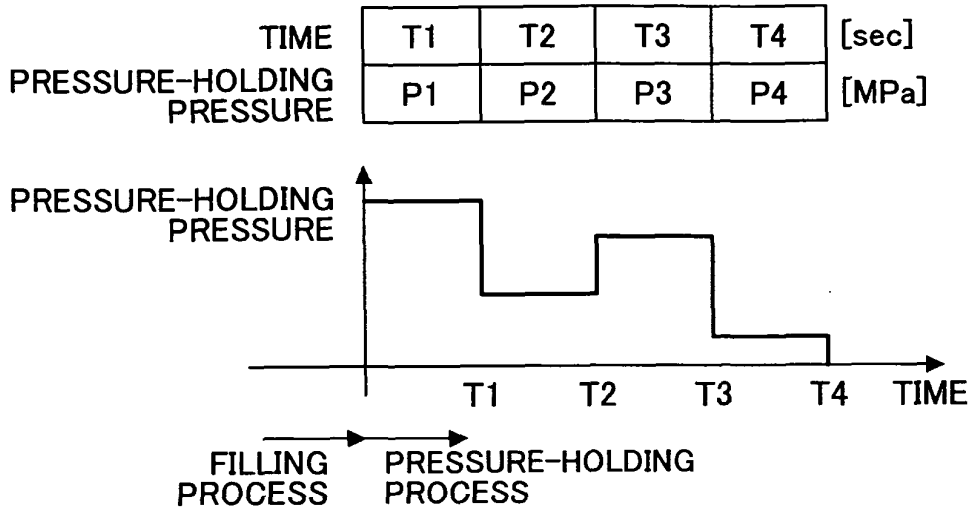 TIME T1 T2 T3 T4 [sec]
PRESSURE-HOLDING
PRESSURE P1 P2 P3 P4 [MPa]
PRESSURE-HOLDING
PRESSURE
T1 T2 T3 T4 TIME
FILLING
PROCESS
PRESSURE-HOLDING
PROCESS